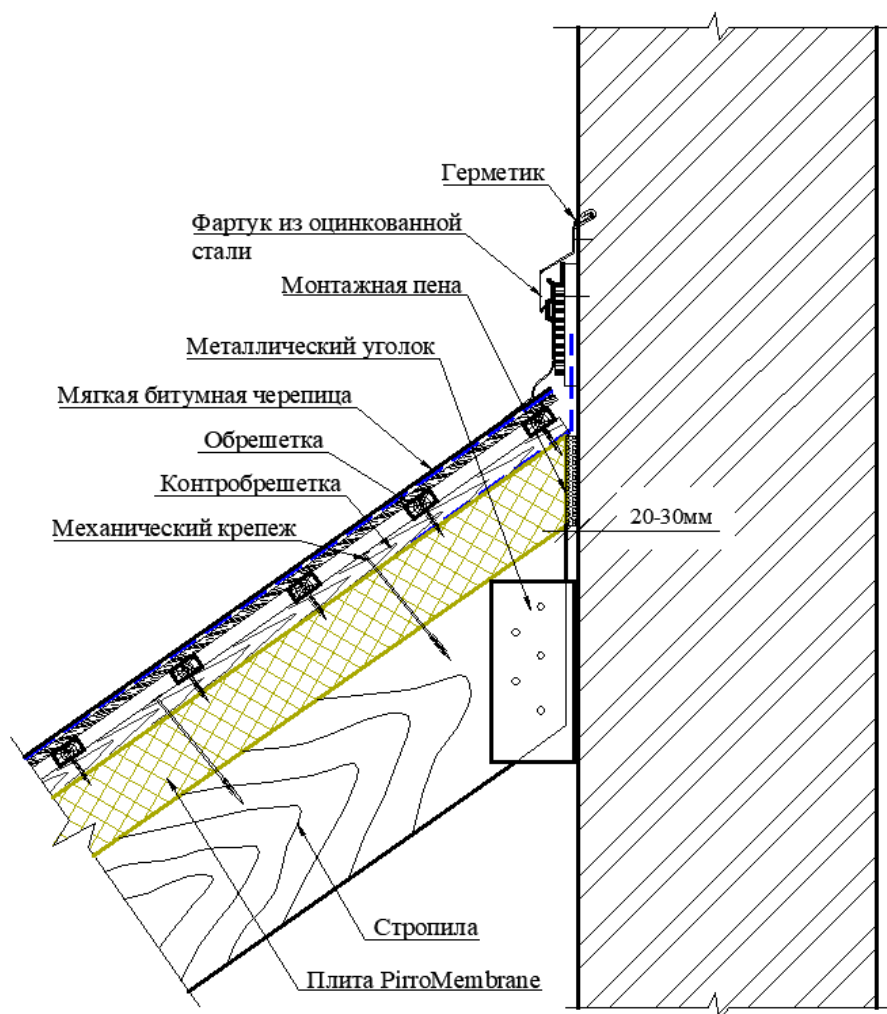 Герметик
Фартук из оцинкованной
стали
Монтажная пена
Металлический уголок
Мягкая битумная черепица
Обрешетка
Контробрешетка
Механический крепеж
20-30мм
Стропила
Плита PirroMembrane